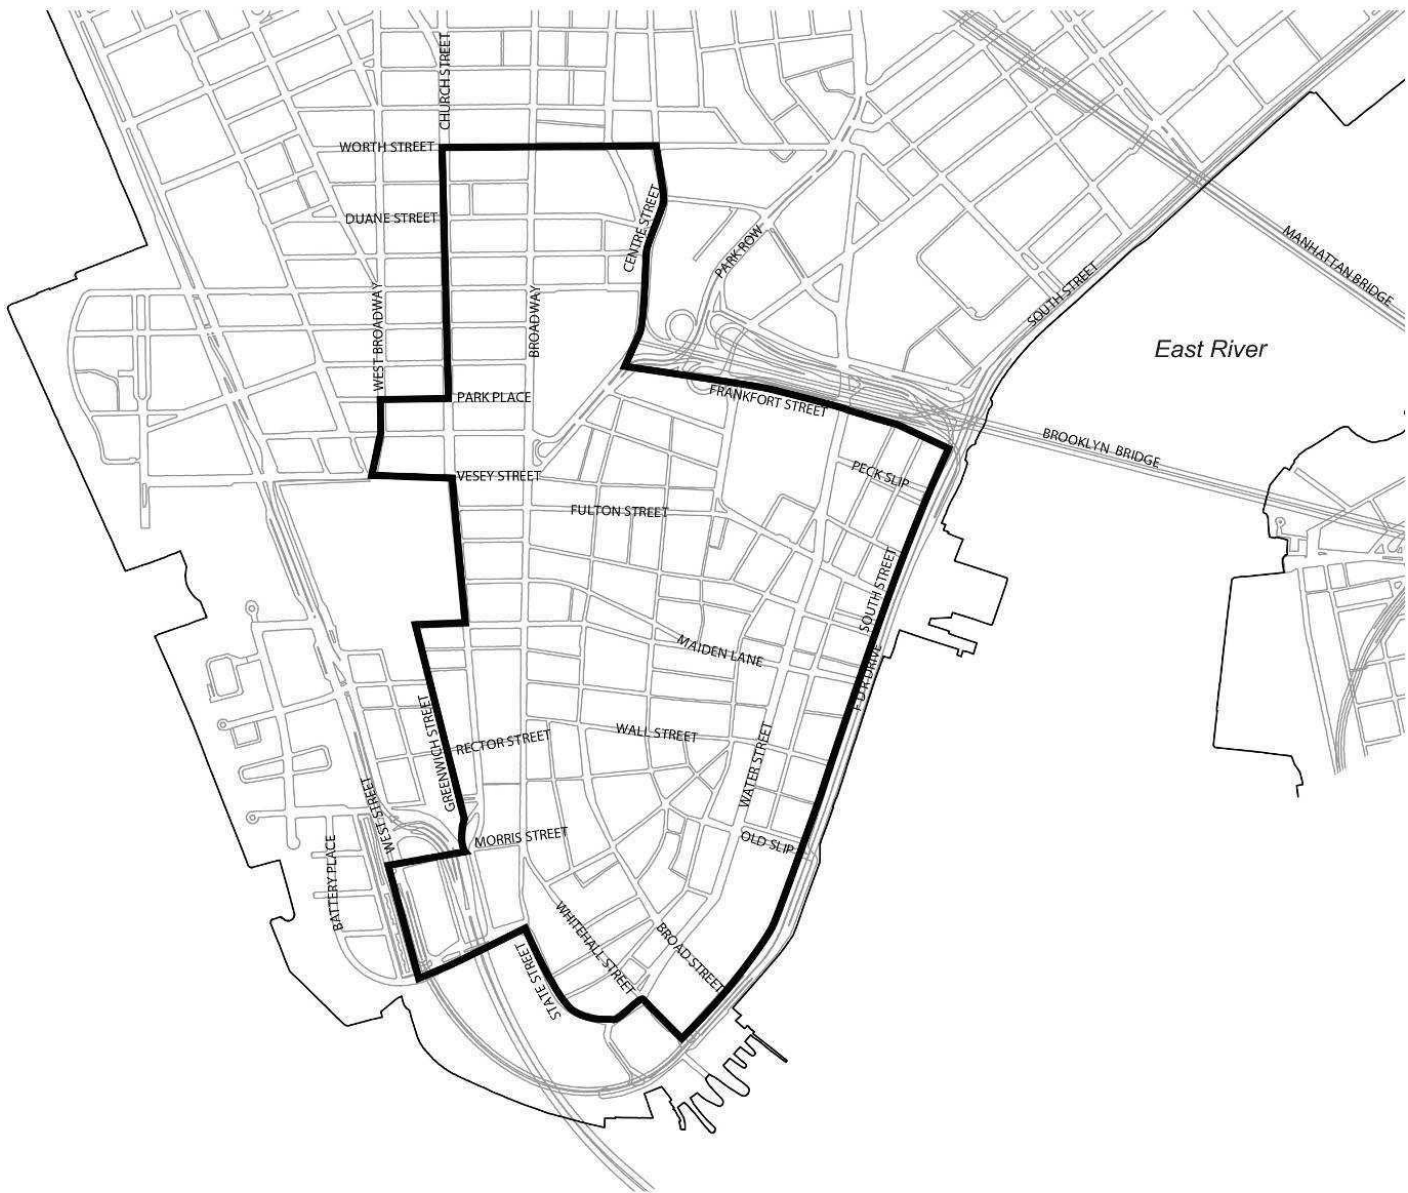 CHURCH STREET
WORTH STREET
DUANE STREET
CENTRE STREET
PARK ROW
MANHATTAN BRIDGE
SOUTH STREET
WEST BROADWAY
BROADWAY
East River
PARK PLACE
FRANKFORT STREET
BROOKLYN BRIDGE
VESEY STREET
PECK SLIP
FULTON STREET
SOUTH STREET
MAIDEN LANE
F D R DRIVE
GREENWICH STREET
RECTOR STREET
WALL STREET
WATER STREET
WEST STREET
MORRIS STREET
OLD SLIP
BATTERY PLACE
WHITEHALL STREET
BROAD STREET
STATE STREET